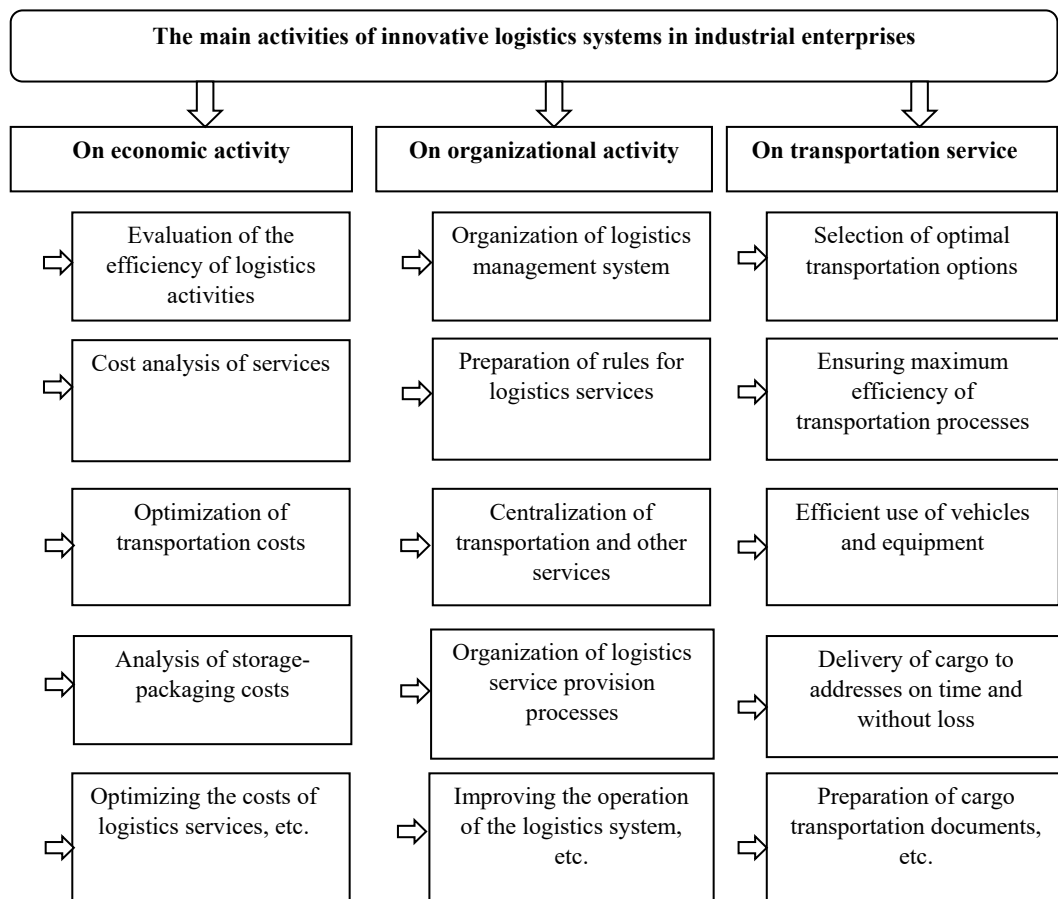 The main activities of innovative logistics systems in industrial enterprises
On economic activity
On organizational activity
On transportation service
Evaluation of the
efficiency of logistics
activities
Organization of logistics
management system
Selection of optimal
transportation options
Cost analysis of services
Preparation of rules for
logistics services
Ensuring maximum
efficiency of
transportation processes
Optimization of
transportation costs
Centralization of
transportation and other
services
Efficient use of vehicles
and equipment
Analysis of storage-
packaging costs
Organization of logistics
service provision
processes
Delivery of cargo to
addresses on time and
without loss
Optimizing the costs of
logistics services, etc.
Improving the operation
of the logistics system,
etc.
Preparation of cargo
transportation documents,
etc.